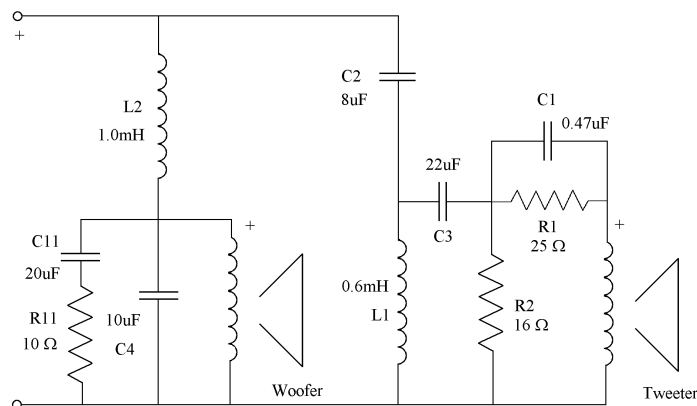 +
L2
1.0mH
C2
8uF
C1
0.47uF
22uF
C3
R1
25 Ω
+
+
C11
20uF
R11
10 Ω
10uF
C4
0.6mH
L1
R2
16 Ω
Woofer
Tweeter